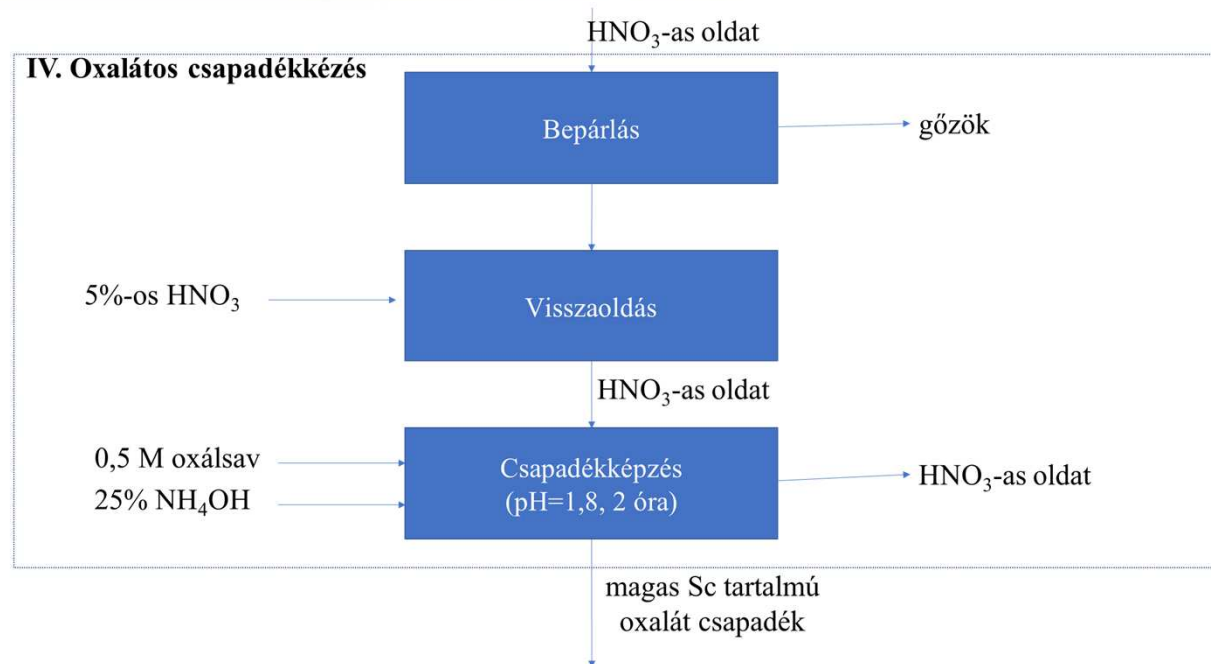 HNO₃-as oldat
IV. Oxalátos csapadékkézés
Bepárlás
gőzök
5%-os HNO₃
Visszaoldás
HNO₃-as oldat
0,5 M oxálsav
25% NH₄OH
Csapadékképzés
(pH=1,8, 2 óra)
HNO₃-as oldat
magas Sc tartalmú
oxalát csapadék